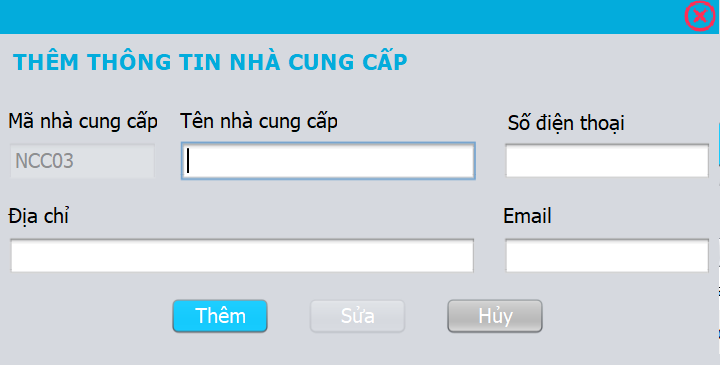 THÊM THÔNG TIN NHÀ CUNG CẤP
Mã nhà cung cấp Tên nhà cung cấp Số điện thoại
NCC03
Địa chỉ Email
Thêm Sửa Hủy